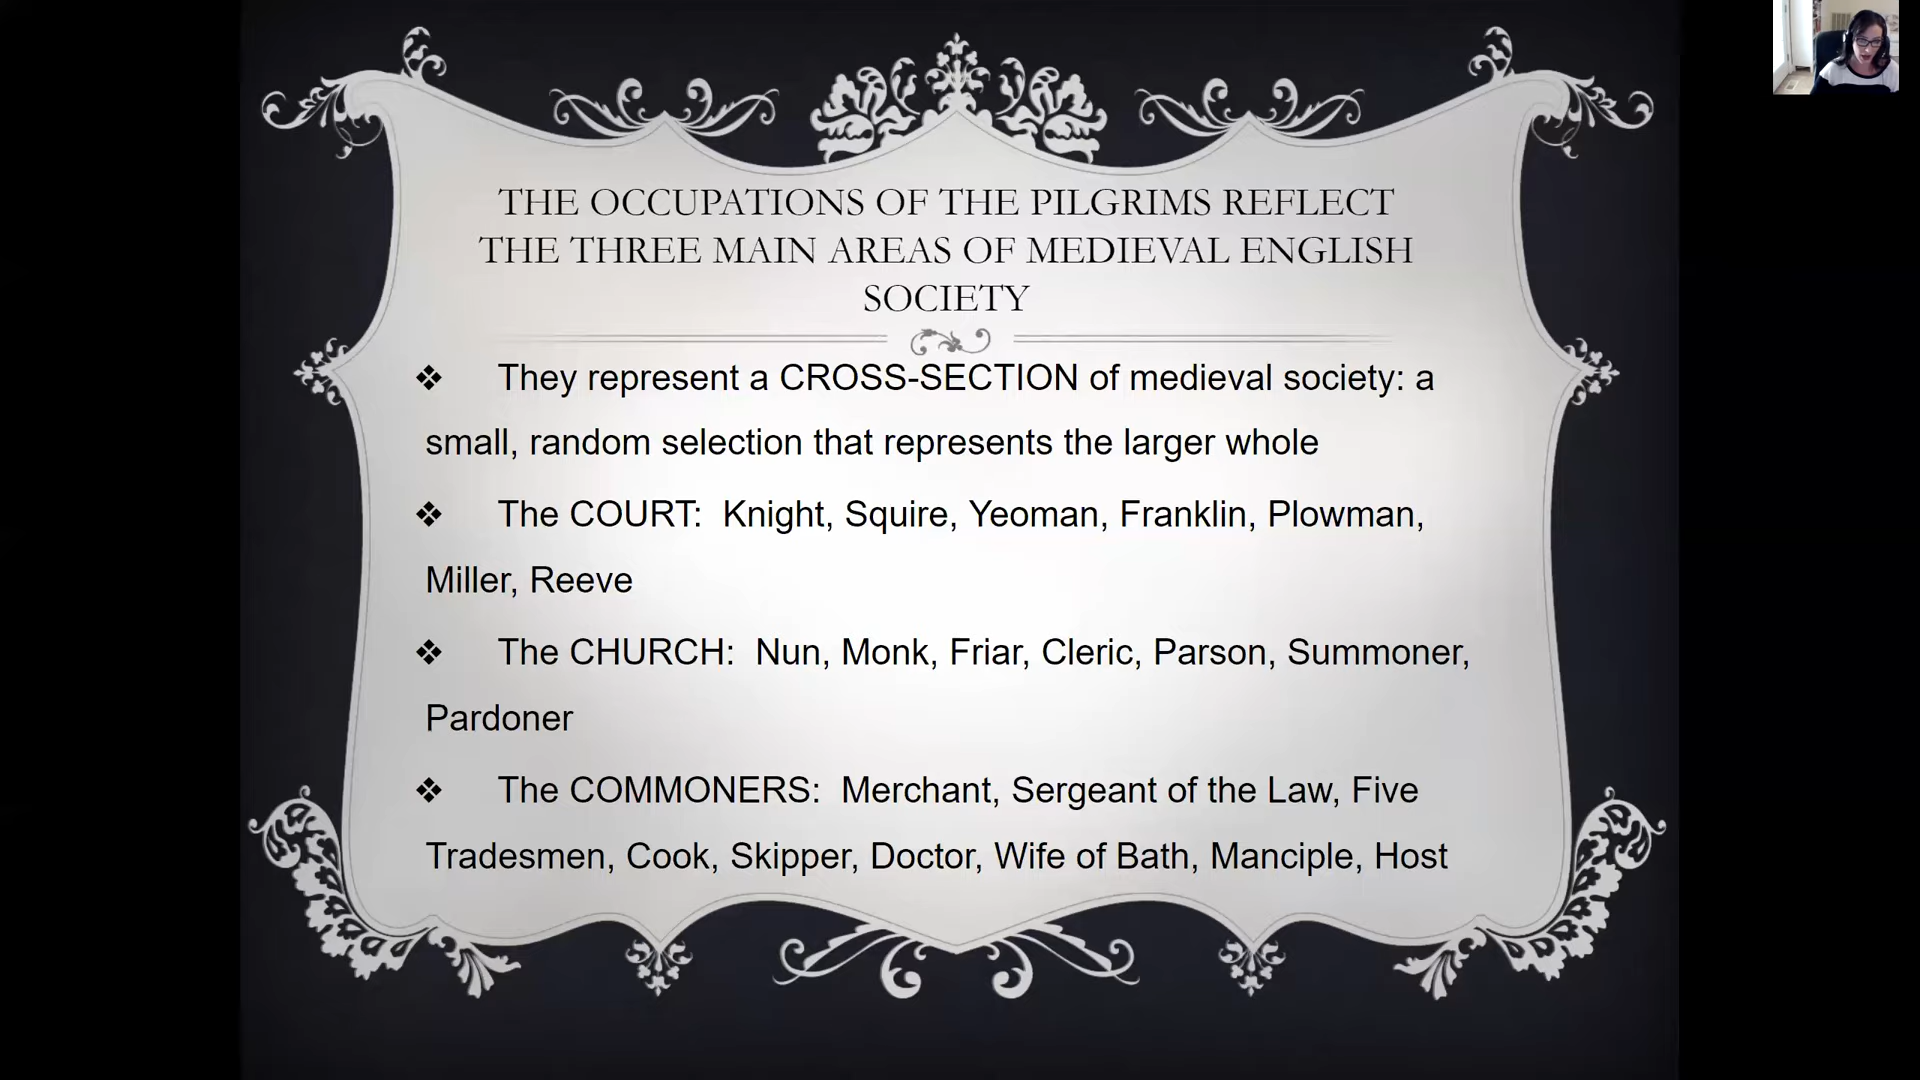 THE OCCUPATIONS OF THE PILGRIMS REFLECT
THE THREE MAIN AREAS OF MEDIEVAL ENGLISH
SOCIETY
❖ They represent a CROSS-SECTION of medieval society: a
small, random selection that represents the larger whole
❖ The COURT: Knight, Squire, Yeoman, Franklin, Plowman,
Miller, Reeve
❖ The CHURCH: Nun, Monk, Friar, Cleric, Parson, Summoner,
Pardoner
❖ The COMMONERS: Merchant, Sergeant of the Law, Five
Tradesmen, Cook, Skipper, Doctor, Wife of Bath, Manciple, Host